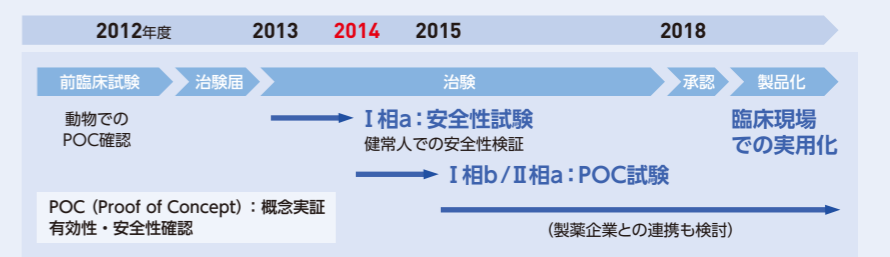 2012年度 2013 2014 2015 2018
前臨床試験 治験届 治験 承認 製品化
動物での
POC確認
Ⅰ相a：安全性試験
健常人での安全性検証
Ⅰ相b/Ⅱ相a：POC試験
臨床現場
での実用化
POC（Proof of Concept）：概念実証
有効性・安全性確認
（製薬企業との連携も検討）